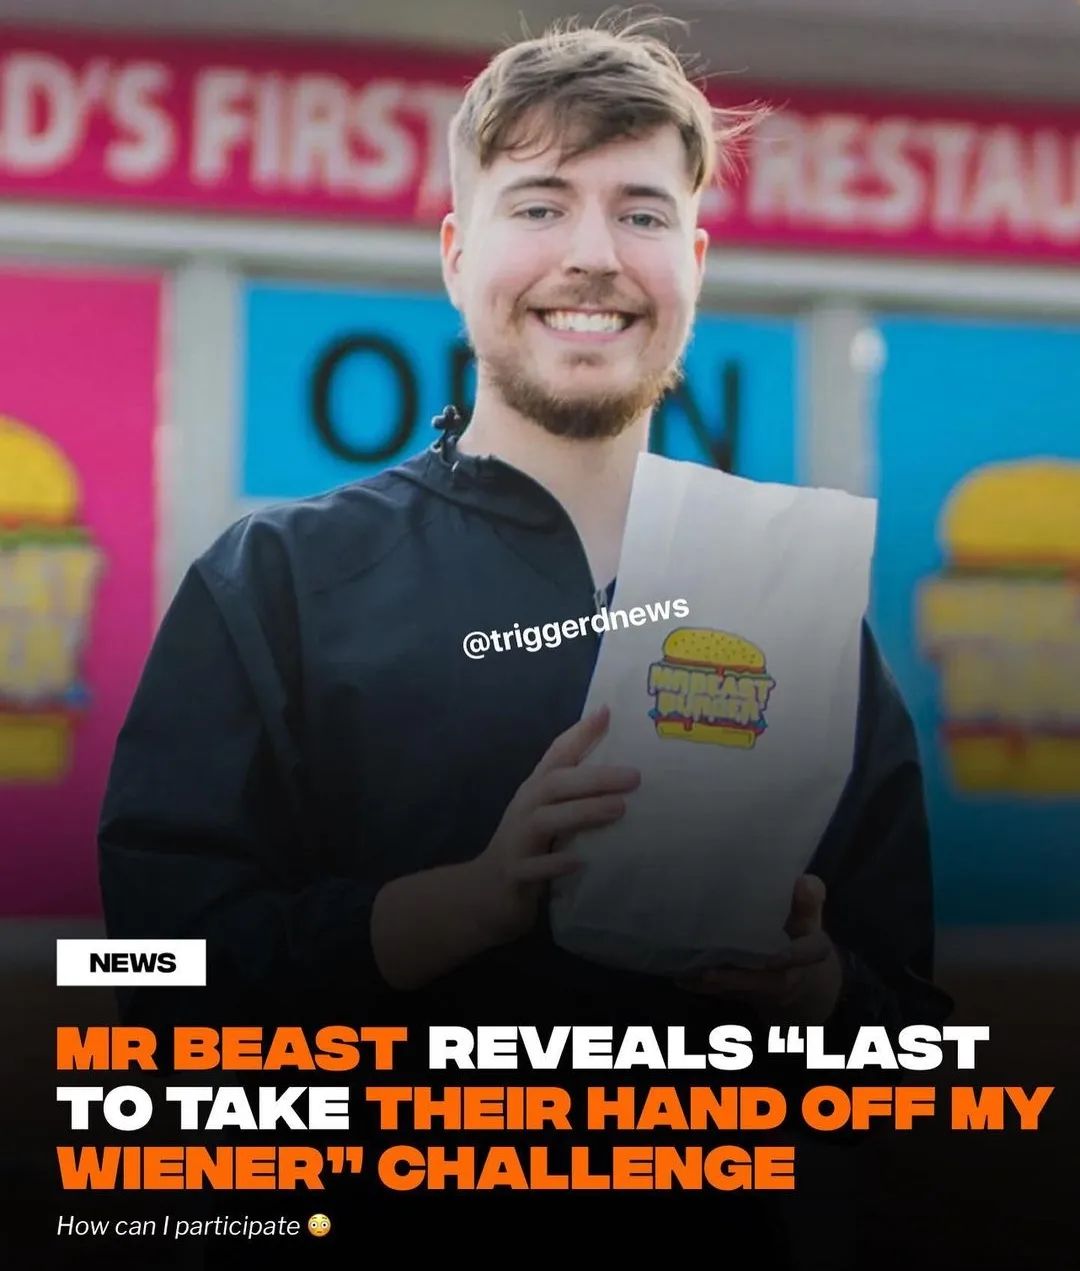 D'S FIRST RESTAU
OPEN
@triggerdnews
MRBEAST
BURGER
NEWS
MR BEAST REVEALS “LAST
TO TAKE THEIR HAND OFF MY
WIENER” CHALLENGE
How can I participate 😳